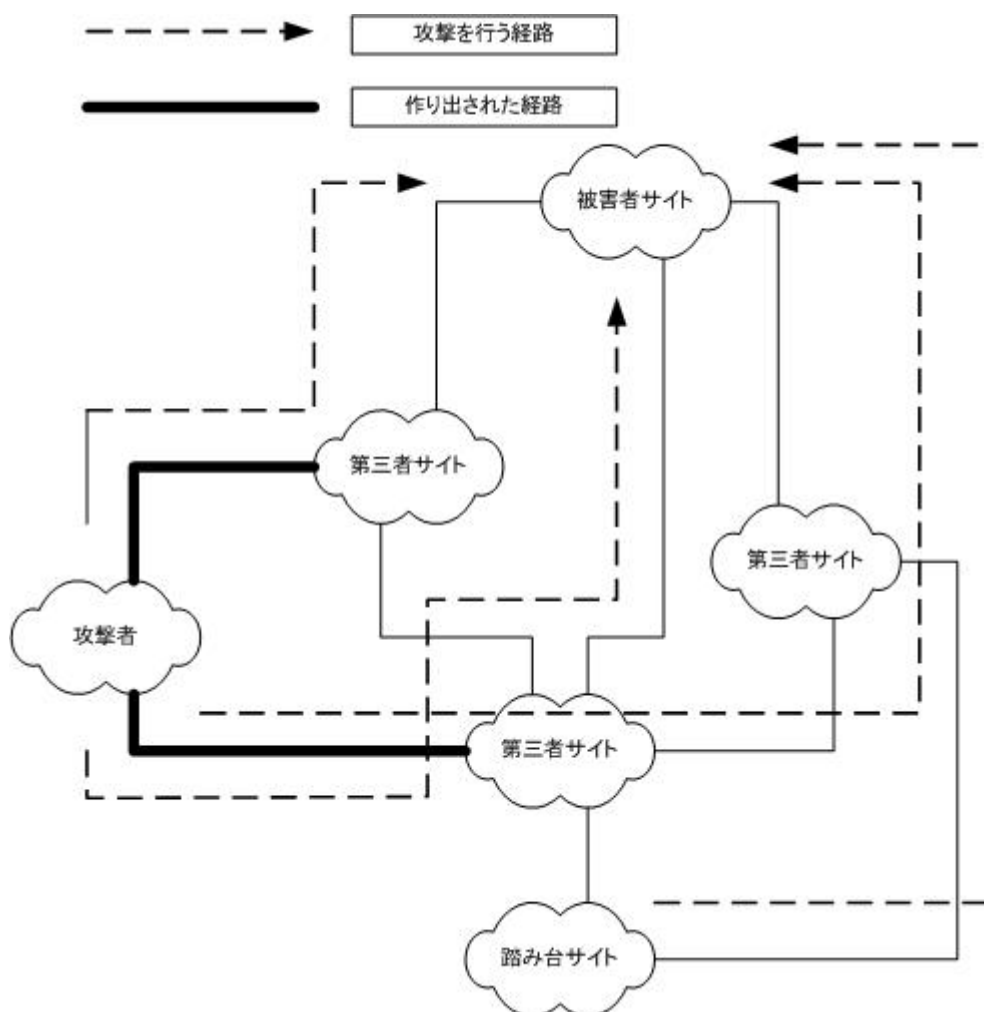 攻撃を行う経路
作り出された経路
被害者サイト
第三者サイト
第三者サイト
攻撃者
第三者サイト
踏み台サイト